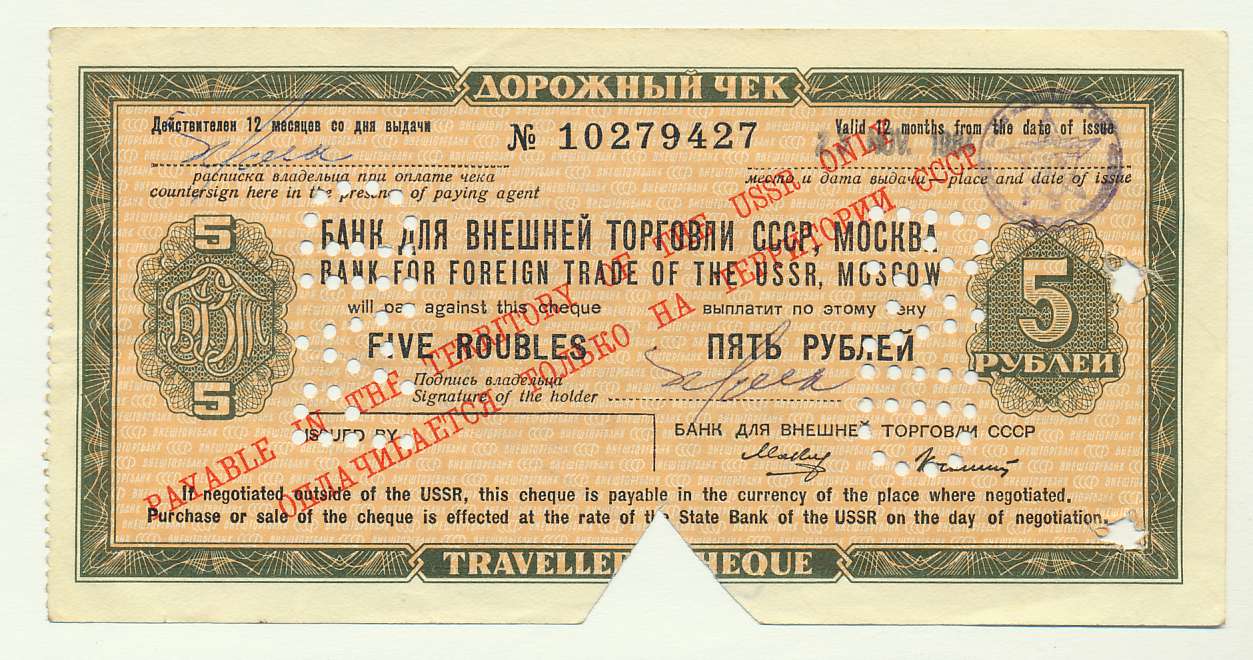 ДОРОЖНЫЙ ЧЕК
Действителен 12 месяцев со дня выдачи
№ 10279427
Valid 12 months from the date of issue
расписка владельца при оплате чека
countersign here in the presence of paying agent
место и дата выдачи - place and date of issue
5
БАНК ДЛЯ ВНЕШНЕЙ ТОРГОВЛИ СССР, МОСКВА
BANK FOR FOREIGN TRADE OF THE USSR, MOSCOW
will pay against this cheque
выплатит по этому чеку
FIVE ROUBLES
ПЯТЬ РУБЛЕЙ
5
РУБЛЕЙ
БВТ
5
Подпись владельца
Signature of the holder
ISSUED BY
БАНК ДЛЯ ВНЕШНЕЙ ТОРГОВЛИ СССР
PAYABLE IN THE TERRITORY OF THE USSR ONLY
ОПЛАЧИВАЕТСЯ ТОЛЬКО НА ТЕРРИТОРИИ СССР
If negotiated outside of the USSR, this cheque is payable in the currency of the place where negotiated.
Purchase or sale of the cheque is effected at the rate of the State Bank of the USSR on the day of negotiation.
TRAVELLER CHEQUE